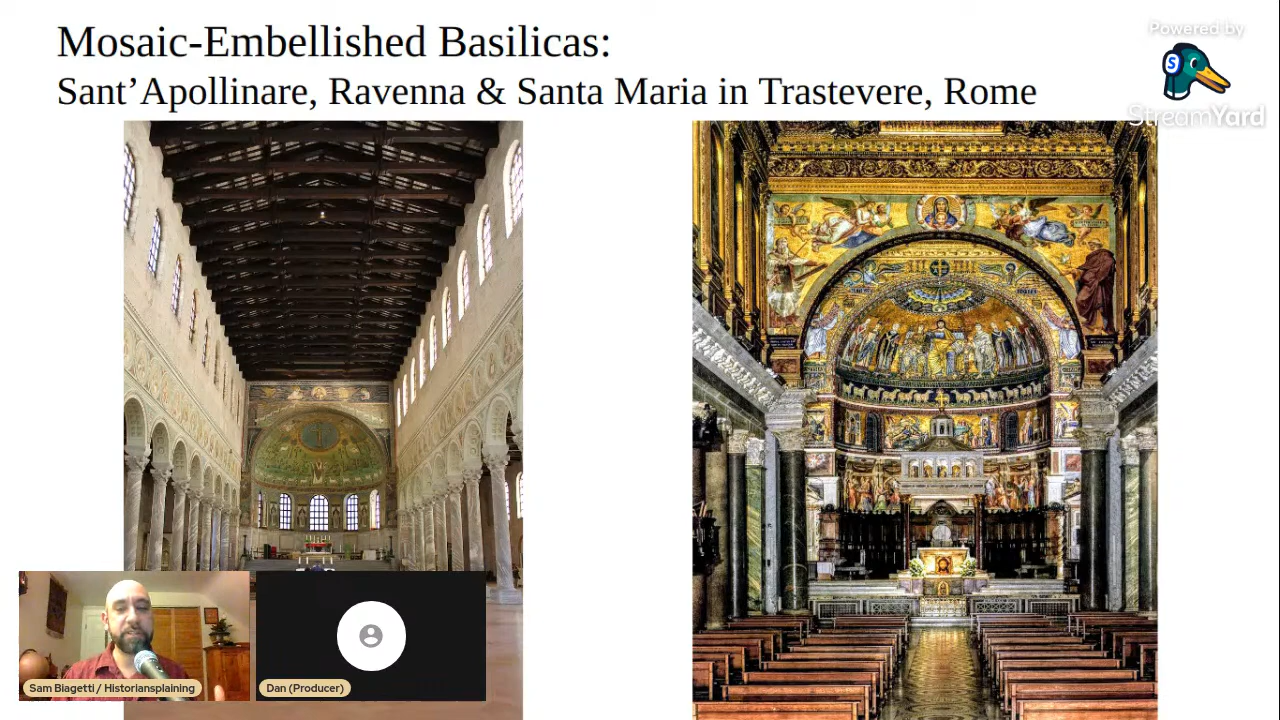 Mosaic-Embellished Basilicas:
Sant’Apollinare, Ravenna & Santa Maria in Trastevere, Rome
Powered by
S
StreamYard
Sam Biagetti / Historiansplaining
Dan (Producer)